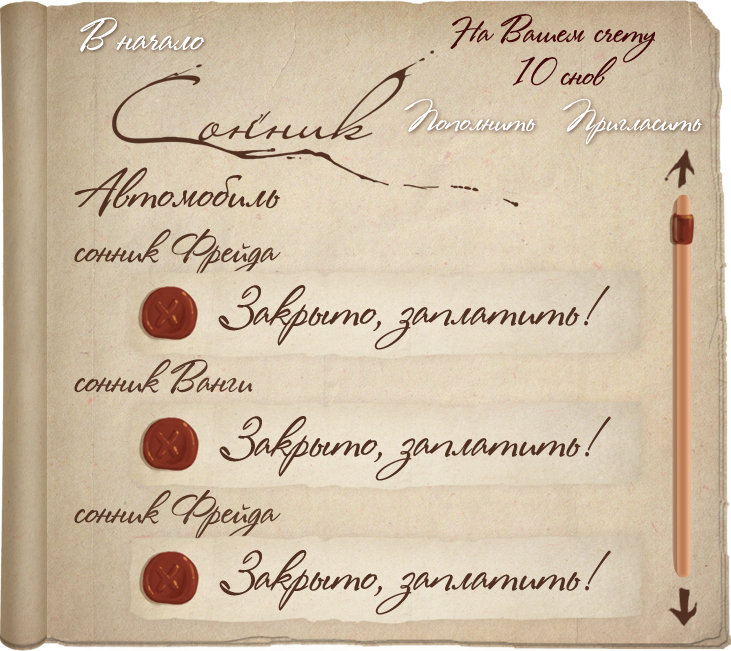 В начало
На Вашем счету
10 снов
Сонник
Пополнить Пригласить
Автомобиль
сонник Фрейда
Закрыто, заплатить!
сонник Ванги
Закрыто, заплатить!
сонник Фрейда
Закрыто, заплатить!